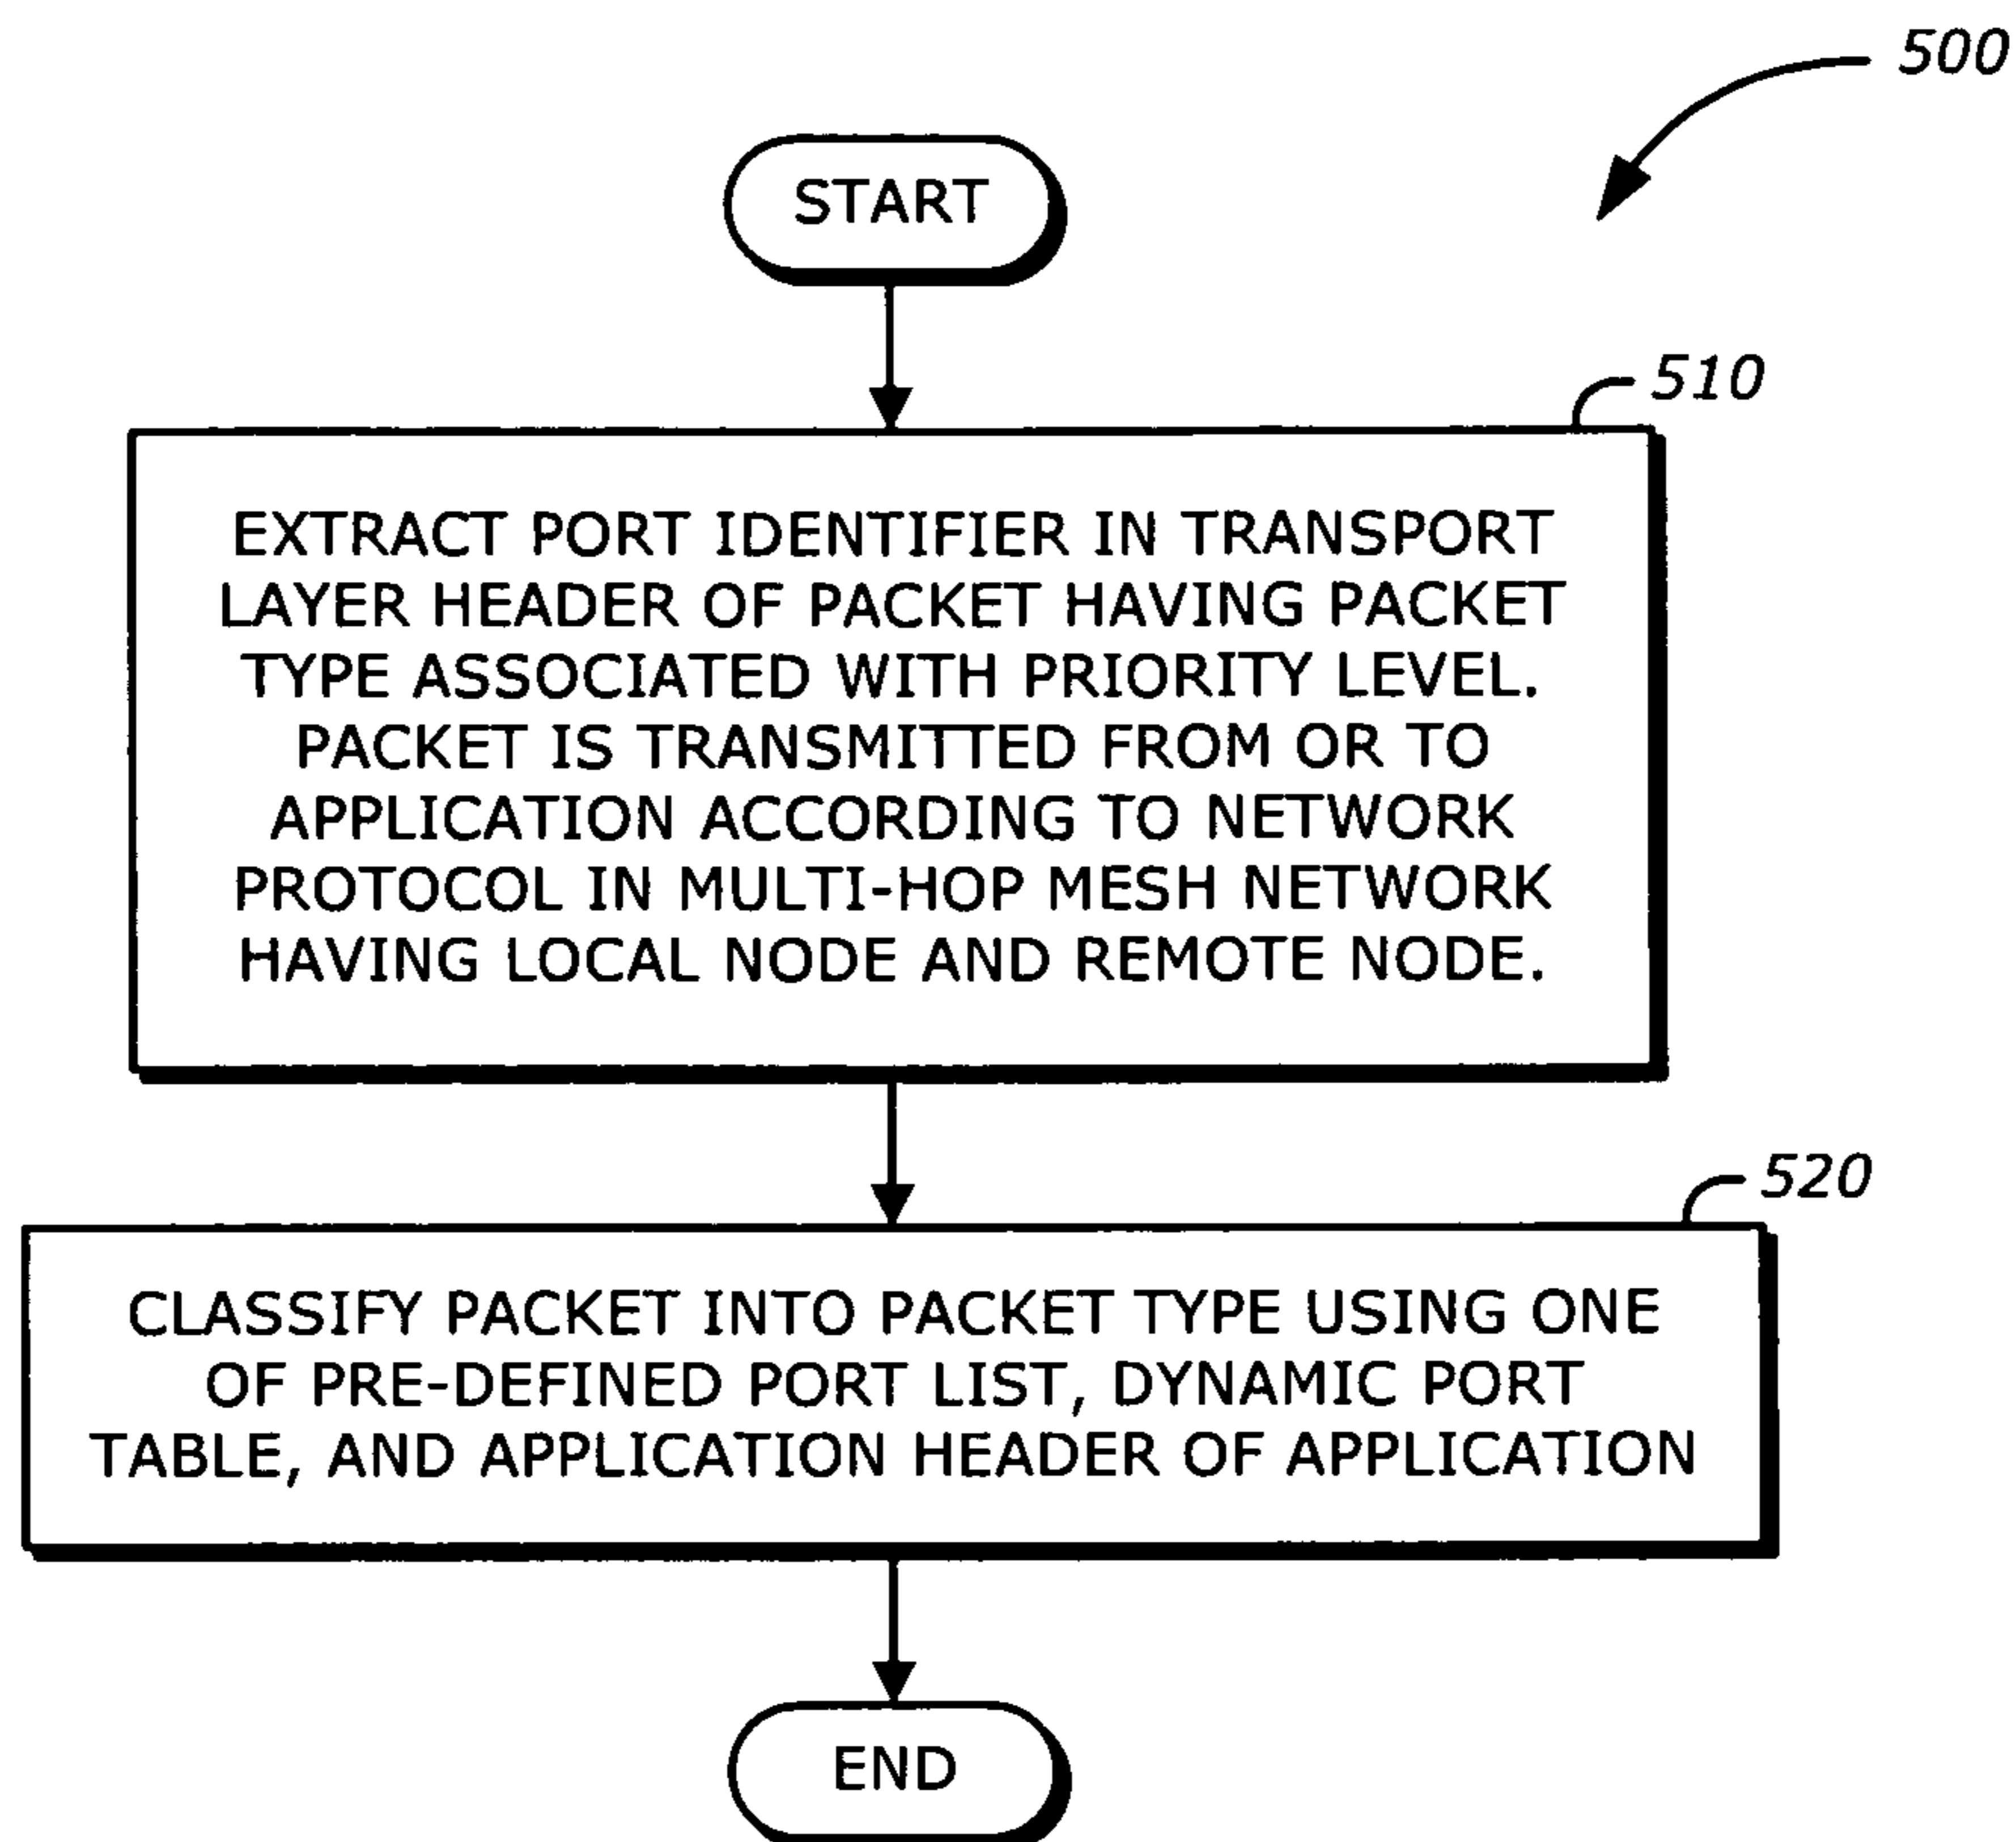 500
START
510
EXTRACT PORT IDENTIFIER IN TRANSPORT
LAYER HEADER OF PACKET HAVING PACKET
TYPE ASSOCIATED WITH PRIORITY LEVEL.
PACKET IS TRANSMITTED FROM OR TO
APPLICATION ACCORDING TO NETWORK
PROTOCOL IN MULTI-HOP MESH NETWORK
HAVING LOCAL NODE AND REMOTE NODE.
520
CLASSIFY PACKET INTO PACKET TYPE USING ONE
OF PRE-DEFINED PORT LIST, DYNAMIC PORT
TABLE, AND APPLICATION HEADER OF APPLICATION
END